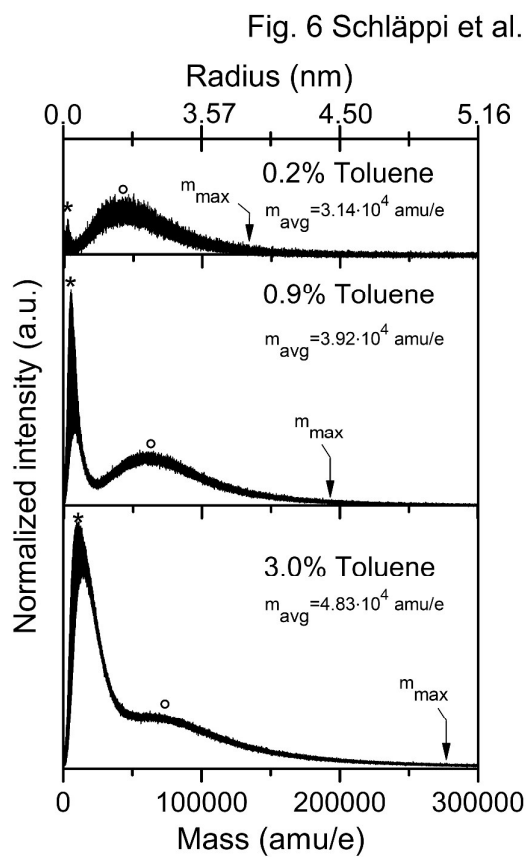 Fig. 6 Schläppi et al.
Radius (nm)
0.0 3.57 4.50 5.16
0.2% Toluene
m_max
m_avg=3.14·10^4 amu/e
*
0.9% Toluene
m_avg=3.92·10^4 amu/e
m_max
*
3.0% Toluene
m_avg=4.83·10^4 amu/e
m_max
*
Normalized intensity (a.u.)
0 100000 200000 300000
Mass (amu/e)